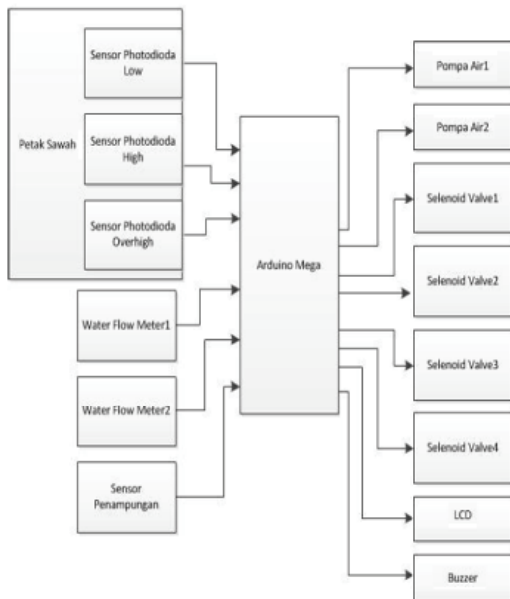 Petak Sawah
Sensor Photodioda
Low
Sensor Photodioda
High
Sensor Photodioda
Overhigh
Water Flow Meter1
Water Flow Meter2
Sensor
Penampungan
Arduino Mega
Pompa Air1
Pompa Air2
Selenoid Valve1
Selenoid Valve2
Selenoid Valve3
Selenoid Valve4
LCD
Buzzer